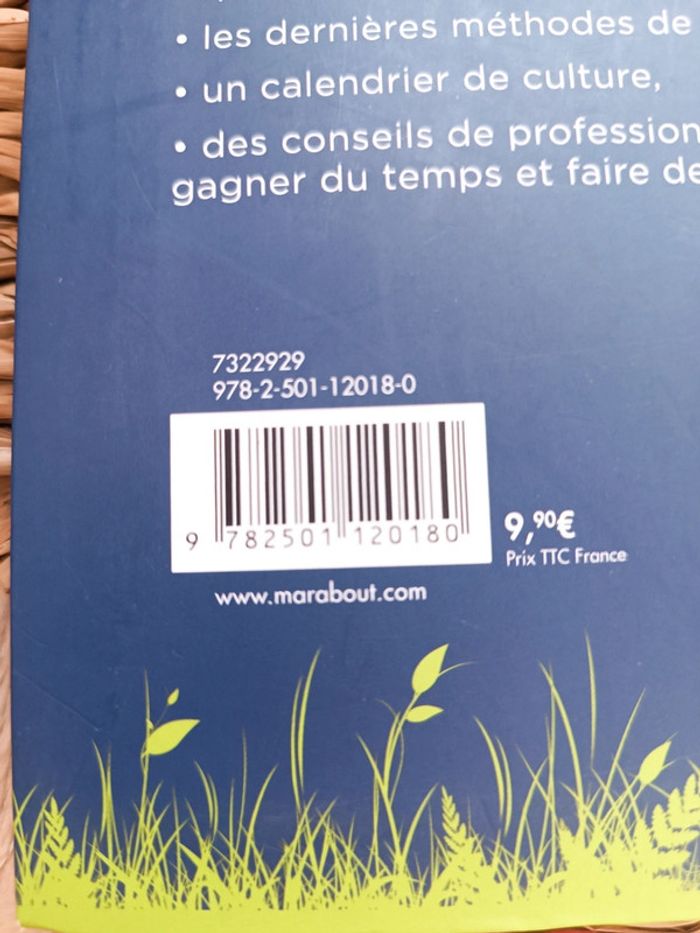 • les dernières méthodes de
• un calendrier de culture,
• des conseils de profession
gagner du temps et faire de
7322929
978-2-501-12018-0
9 782501 120180
9,90€
Prix TTC France
www.marabout.com